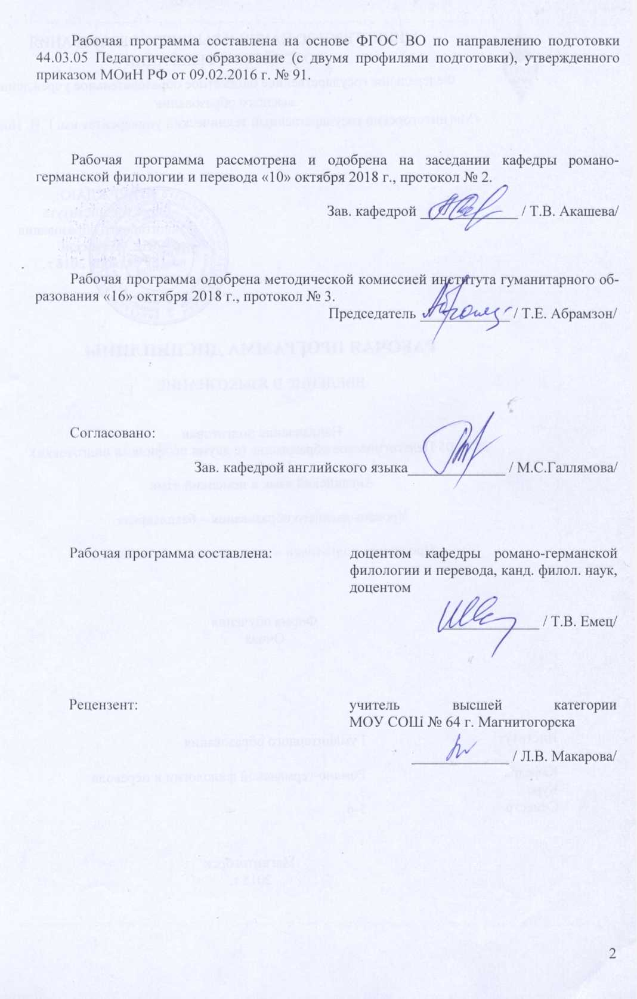 Рабочая программа составлена на основе ФГОС ВО по направлению подготовки
44.03.05 Педагогическое образование (с двумя профилями подготовки), утвержденного
приказом МОиН РФ от 09.02.2016 г. № 91.
Рабочая программа рассмотрена и одобрена на заседании кафедры романо-
германской филологии и перевода «10» октября 2018 г., протокол № 2.
Зав. кафедрой / Т.В. Акашева/
Рабочая программа одобрена методической комиссией института гуманитарного об-
разования «16» октября 2018 г., протокол № 3.
Председатель / Т.Е. Абрамзон/
Согласовано:
Зав. кафедрой английского языка / М.С.Галлямова/
Рабочая программа составлена: доцентом кафедры романо-германской
филологии и перевода, канд. филол. наук,
доцентом
/ Т.В. Емец/
Рецензент: учитель высшей категории
МОУ СОШ № 64 г. Магнитогорска
/ Л.В. Макарова/
2